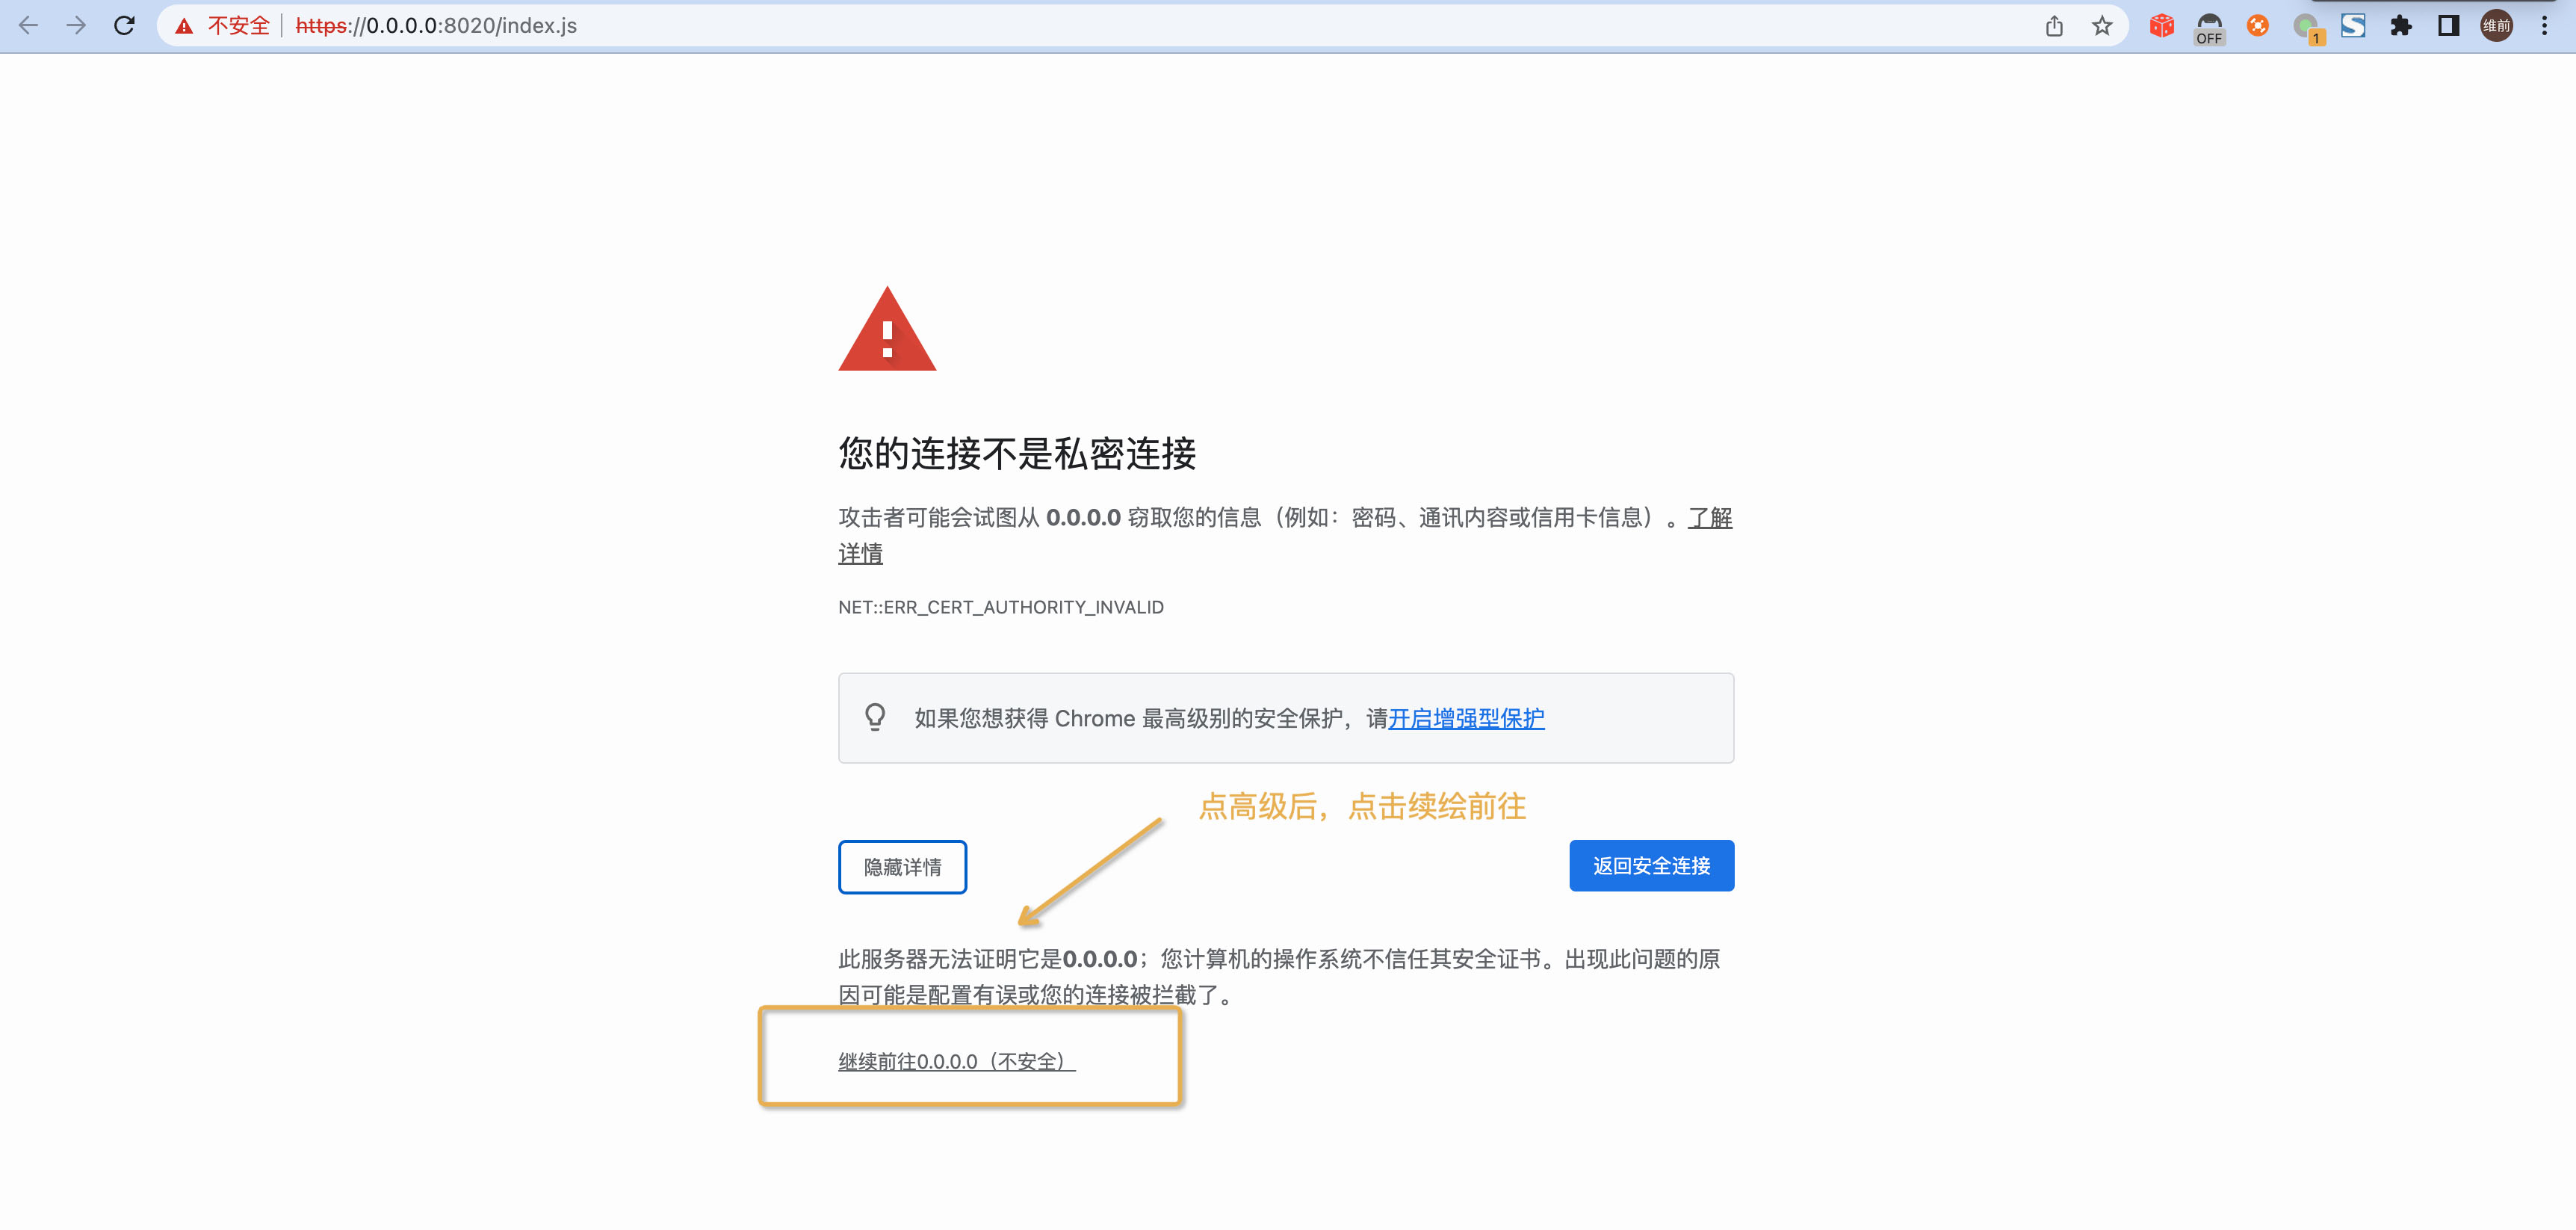 不安全 https://0.0.0.0:8020/index.js
OFF
1
维前
您的连接不是私密连接
攻击者可能会试图从 0.0.0.0 窃取您的信息（例如：密码、通讯内容或信用卡信息）。了解
详情
NET::ERR_CERT_AUTHORITY_INVALID
如果您想获得 Chrome 最高级别的安全保护，请开启增强型保护
点高级后，点击续绘前往
隐藏详情
返回安全连接
此服务器无法证明它是0.0.0.0；您计算机的操作系统不信任其安全证书。出现此问题的原
因可能是配置有误或您的连接被拦截了。
继续前往0.0.0.0（不安全）